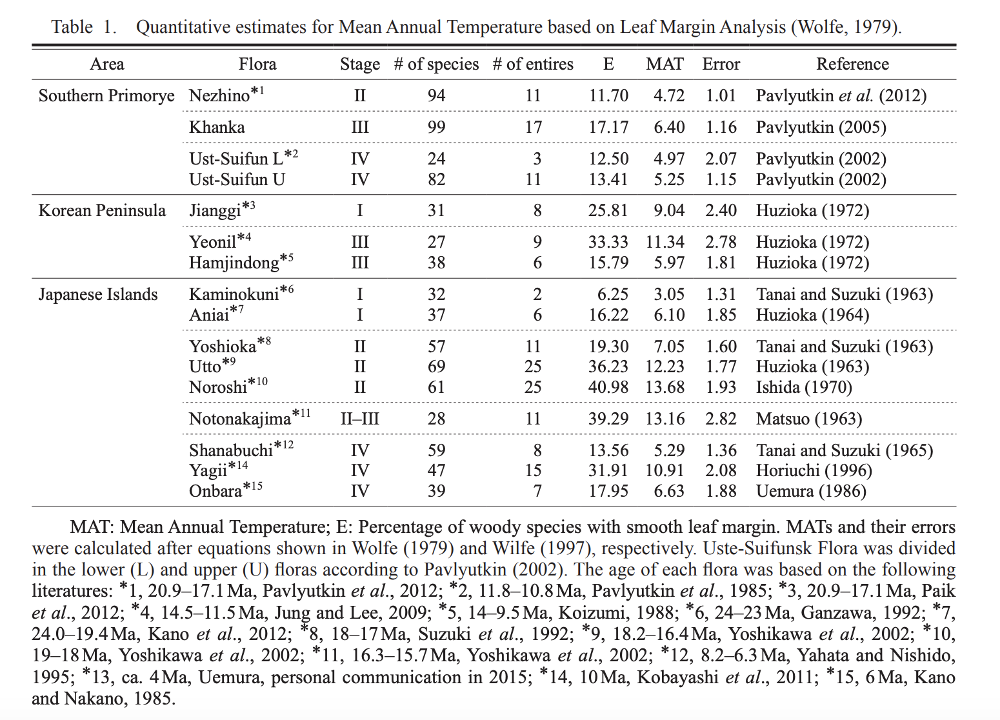 Table 1. Quantitative estimates for Mean Annual Temperature based on Leaf Margin Analysis (Wolfe, 1979).
Area Flora Stage # of species # of entires E MAT Error Reference
Southern Primorye Nezhino*1 II 94 11 11.70 4.72 1.01 Pavlyutkin et al. (2012)
Khanka III 99 17 17.17 6.40 1.16 Pavlyutkin (2005)
Ust-Suifun L*2 IV 24 3 12.50 4.97 2.07 Pavlyutkin (2002)
Ust-Suifun U IV 82 11 13.41 5.25 1.15 Pavlyutkin (2002)
Korean Peninsula Jianggi*3 I 31 8 25.81 9.04 2.40 Huzioka (1972)
Yeonil*4 III 27 9 33.33 11.34 2.78 Huzioka (1972)
Hamjindong*5 III 38 6 15.79 5.97 1.81 Huzioka (1972)
Japanese Islands Kaminokuni*6 I 32 2 6.25 3.05 1.31 Tanai and Suzuki (1963)
Aniai*7 I 37 6 16.22 6.10 1.85 Huzioka (1964)
Yoshioka*8 II 57 11 19.30 7.05 1.60 Tanai and Suzuki (1963)
Utto*9 II 69 25 36.23 12.23 1.77 Huzioka (1963)
Noroshi*10 II 61 25 40.98 13.68 1.93 Ishida (1970)
Notonakajima*11 II–III 28 11 39.29 13.16 2.82 Matsuo (1963)
Shanabuchi*12 IV 59 8 13.56 5.29 1.36 Tanai and Suzuki (1965)
Yagii*14 IV 47 15 31.91 10.91 2.08 Horiuchi (1996)
Onbara*15 IV 39 7 17.95 6.63 1.88 Uemura (1986)
MAT: Mean Annual Temperature; E: Percentage of woody species with smooth leaf margin. MATs and their errors
were calculated after equations shown in Wolfe (1979) and Wilfe (1997), respectively. Uste-Suifunsk Flora was divided
in the lower (L) and upper (U) floras according to Pavlyutkin (2002). The age of each flora was based on the following
literatures: *1, 20.9–17.1 Ma, Pavlyutkin et al., 2012; *2, 11.8–10.8 Ma, Pavlyutkin et al., 1985; *3, 20.9–17.1 Ma, Paik
et al., 2012; *4, 14.5–11.5 Ma, Jung and Lee, 2009; *5, 14–9.5 Ma, Koizumi, 1988; *6, 24–23 Ma, Ganzawa, 1992; *7,
24.0–19.4 Ma, Kano et al., 2012; *8, 18–17 Ma, Suzuki et al., 1992; *9, 18.2–16.4 Ma, Yoshikawa et al., 2002; *10,
19–18 Ma, Yoshikawa et al., 2002; *11, 16.3–15.7 Ma, Yoshikawa et al., 2002; *12, 8.2–6.3 Ma, Yahata and Nishido,
1995; *13, ca. 4 Ma, Uemura, personal communication in 2015; *14, 10 Ma, Kobayashi et al., 2011; *15, 6 Ma, Kano
and Nakano, 1985.